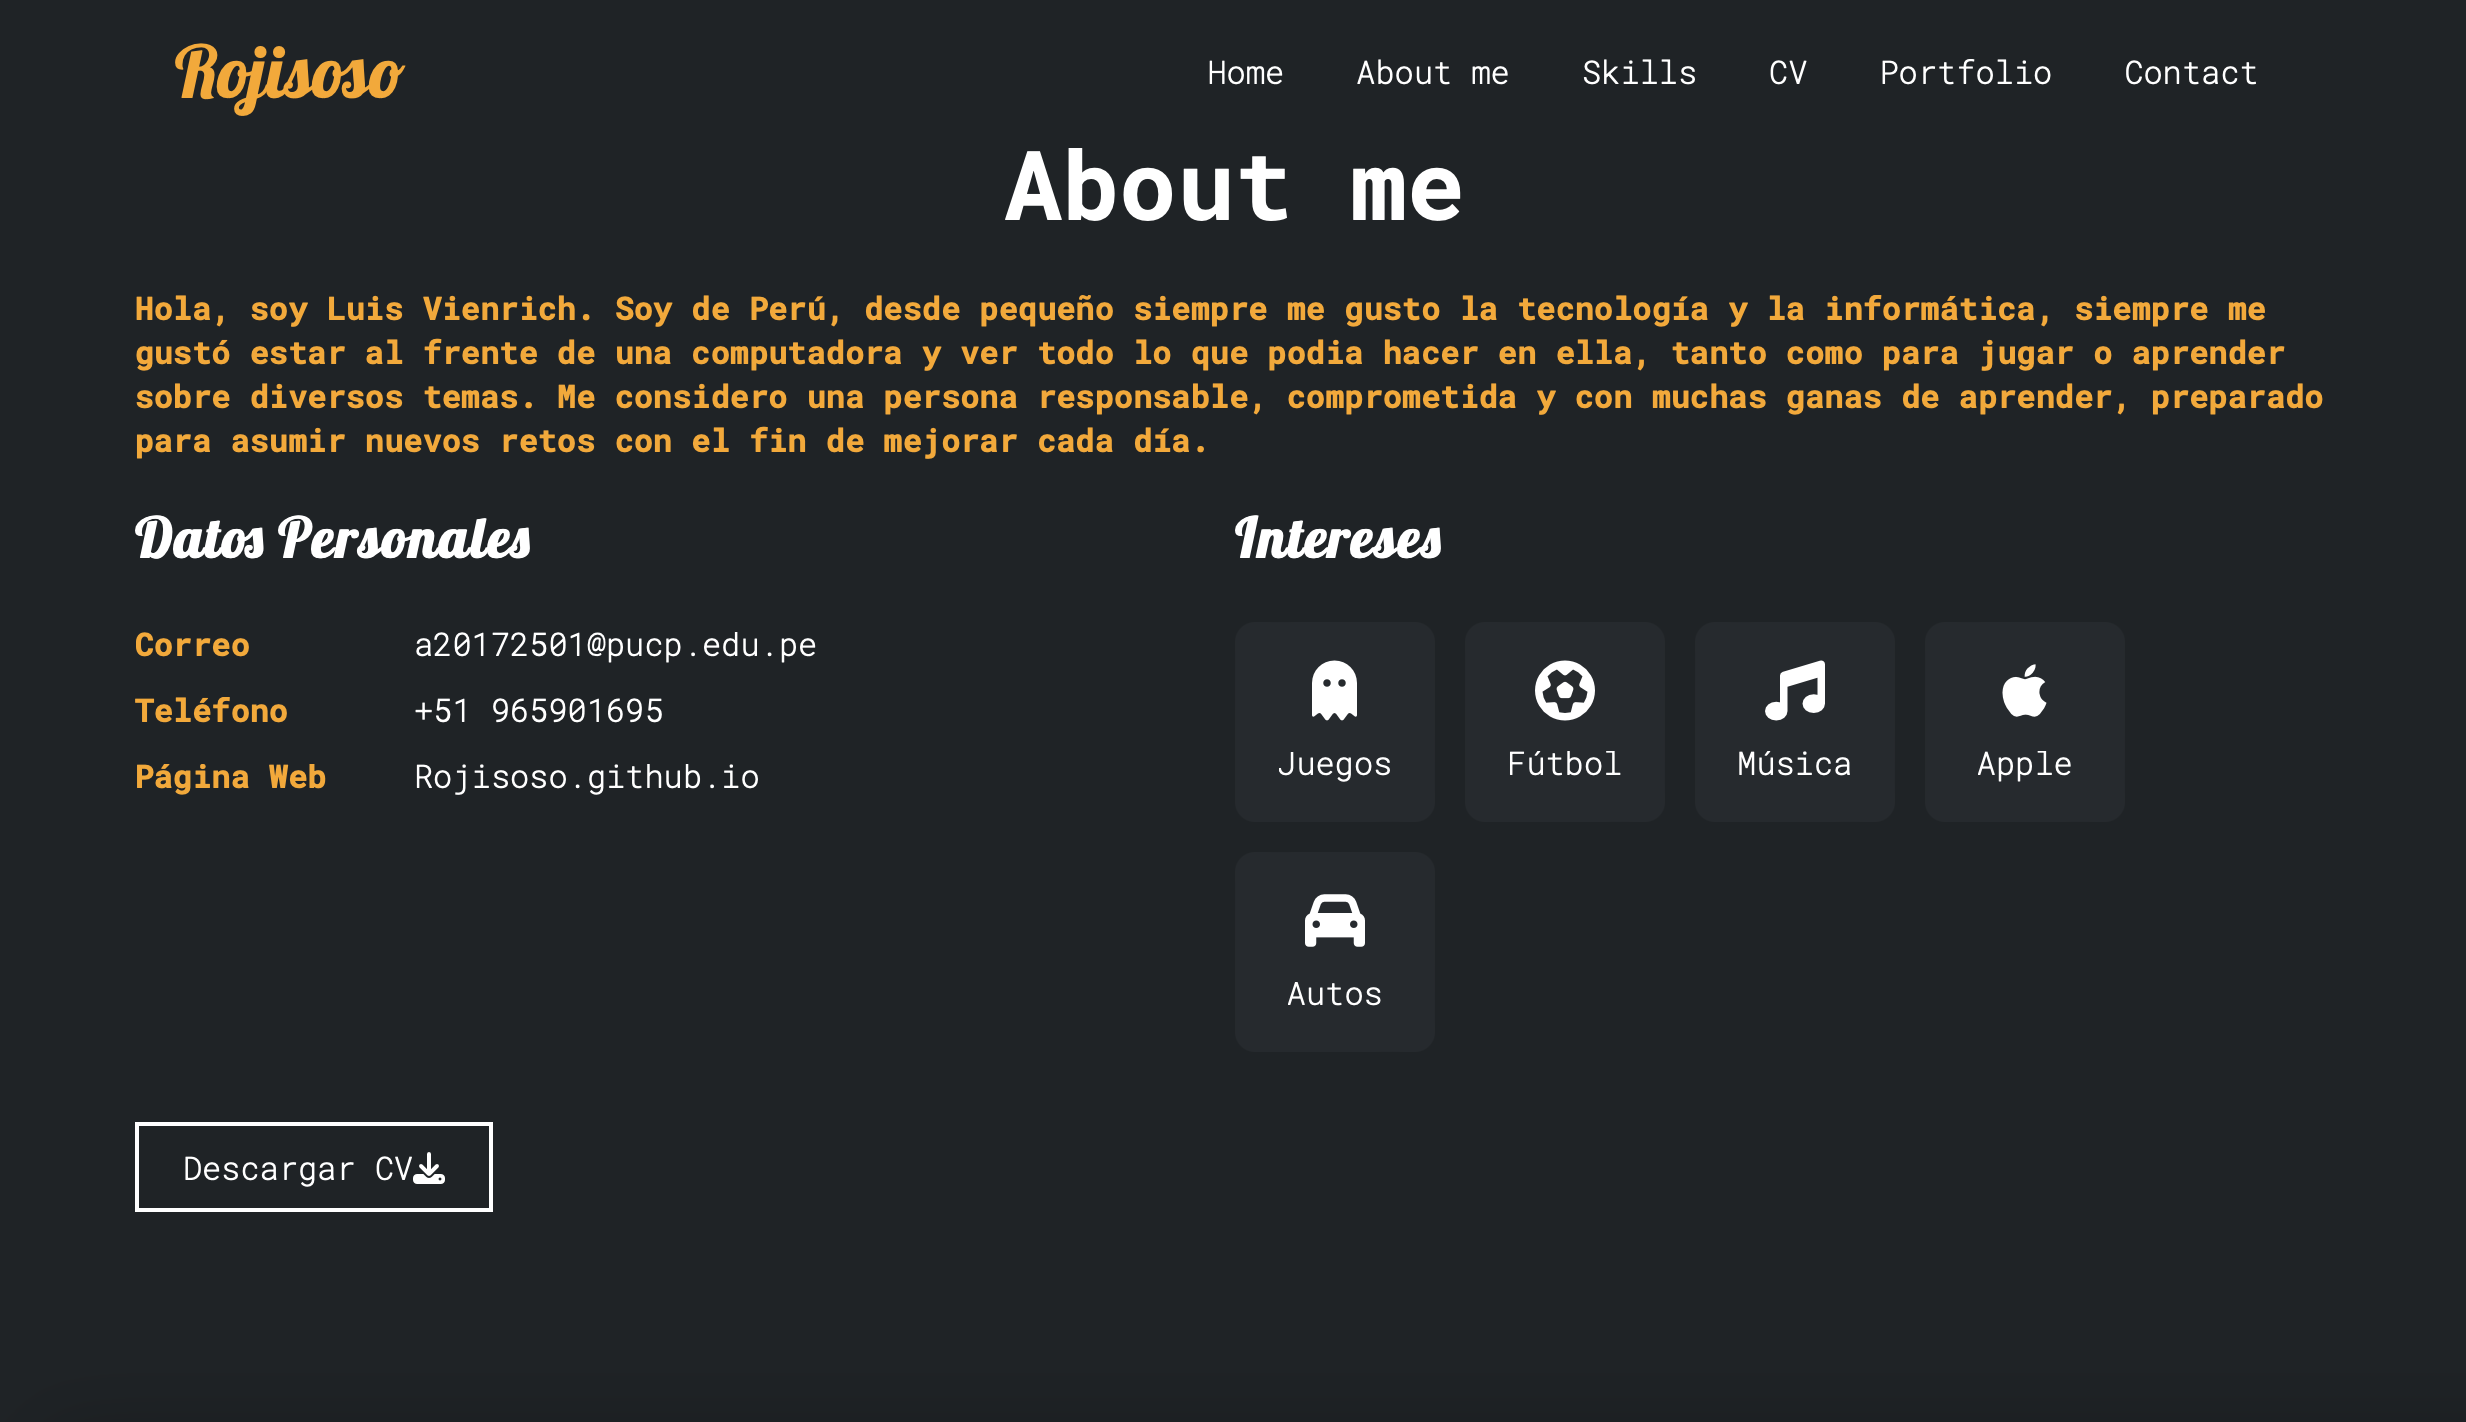 Rojisoso
Home About me Skills CV Portfolio Contact
About me
Hola, soy Luis Vienrich. Soy de Perú, desde pequeño siempre me gusto la tecnología y la informática, siempre me
gustó estar al frente de una computadora y ver todo lo que podia hacer en ella, tanto como para jugar o aprender
sobre diversos temas. Me considero una persona responsable, comprometida y con muchas ganas de aprender, preparado
para asumir nuevos retos con el fin de mejorar cada día.
Datos Personales
Correo a20172501@pucp.edu.pe
Teléfono +51 965901695
Página Web Rojisoso.github.io
Intereses
Juegos Fútbol Música Apple
Autos
Descargar CV